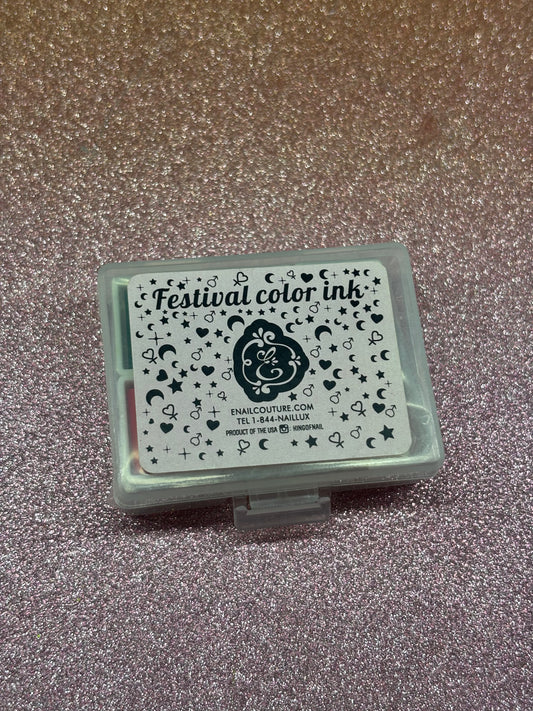 Festival color ink
E
ENAILCOUTURE.COM
TEL 1-844-NAILLUX
PRODUCT OF THE USA : KINGOFNAIL